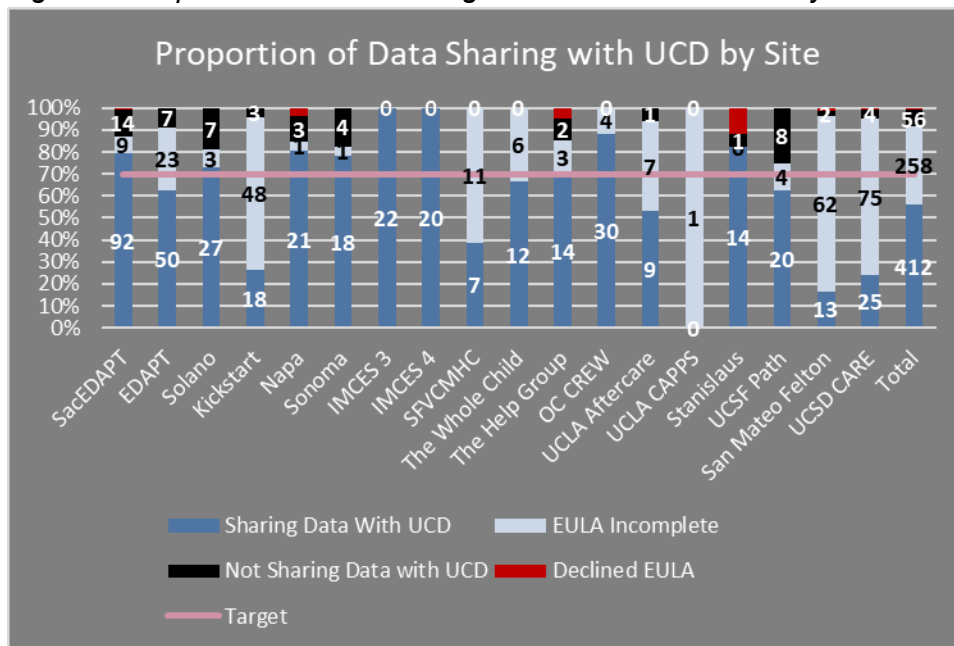 Proportion of Data Sharing with UCD by Site
100%
90%
80%
70%
60%
50%
40%
30%
20%
10%
0%
14 7 7 3 3 4 0 0 0 0 2 0 1 0 1 8 2 4 56
9 23 3 48 1 1 11 6 3 4 7 1 0 4 62 75 258
92 50 27 18 21 18 22 20 7 12 14 30 9 0 14 20 13 25 412
SacEDAPT
EDAPT
Solano
Kickstart
Napa
Sonoma
IMCES 3
IMCES 4
SFVCMHC
The Whole Child
The Help Group
OC CREW
UCLA Aftercare
UCLA CAPPS
Stanislaus
UCSF Path
San Mateo Felton
UCSD CARE
Total
Sharing Data With UCD EULA Incomplete
Not Sharing Data with UCD Declined EULA
Target